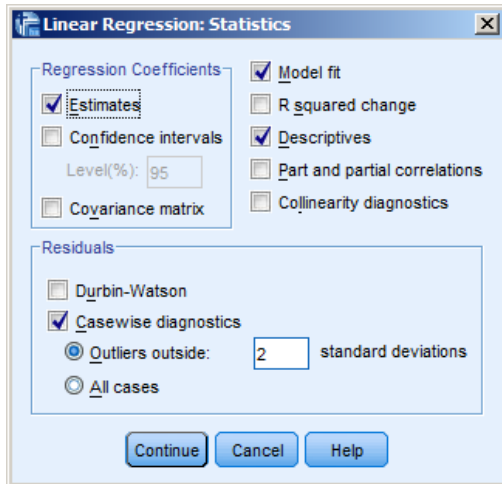 Linear Regression: Statistics
Regression Coefficients
Estimates
Confidence intervals
Level(%): 95
Covariance matrix
Model fit
R squared change
Descriptives
Part and partial correlations
Collinearity diagnostics
Residuals
Durbin-Watson
Casewise diagnostics
Outliers outside: 2 standard deviations
All cases
Continue Cancel Help